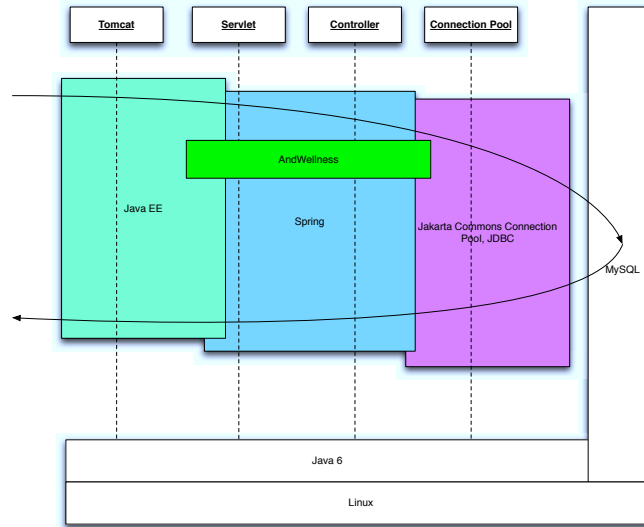 Tomcat
Servlet
Controller
Connection Pool
AndWellness
Java EE
Spring
Jakarta Commons Connection
Pool, JDBC
MySQL
Java 6
Linux